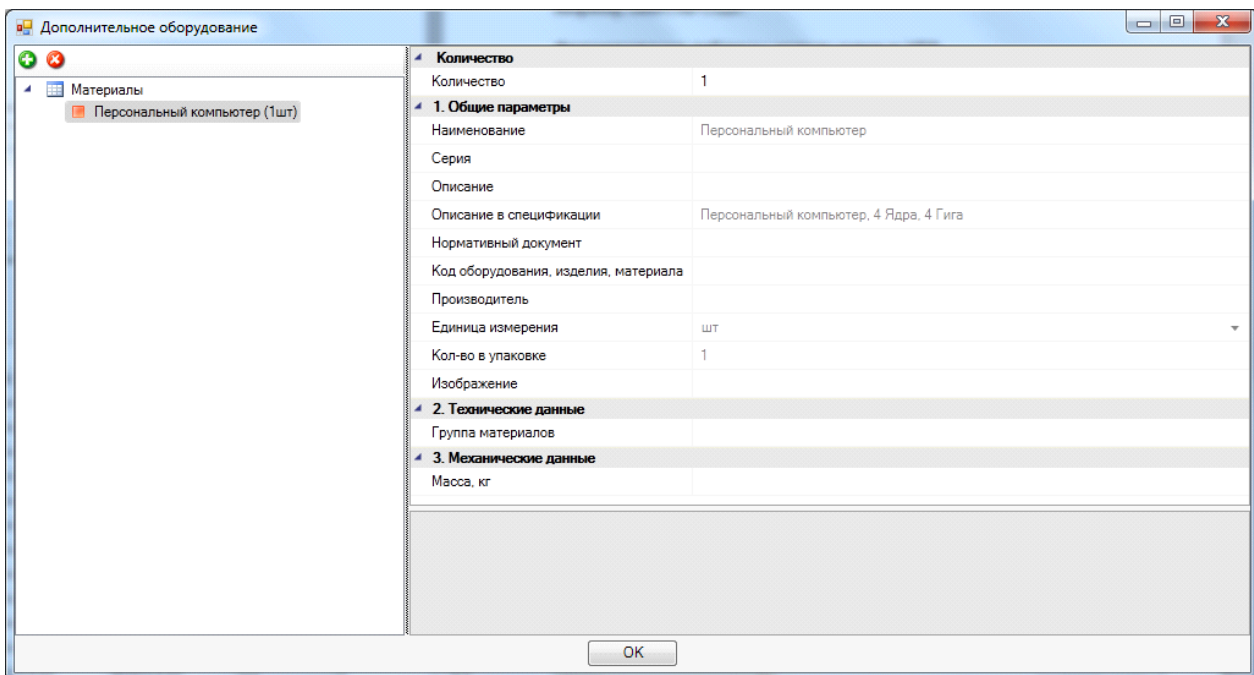 Дополнительное оборудование
Материалы
Персональный компьютер (1шт)
Количество
Количество 1
1. Общие параметры
Наименование Персональный компьютер
Серия
Описание
Описание в спецификации Персональный компьютер, 4 Ядра, 4 Гига
Нормативный документ
Код оборудования, изделия, материала
Производитель
Единица измерения шт
Кол-во в упаковке 1
Изображение
2. Технические данные
Группа материалов
3. Механические данные
Масса, кг
OK